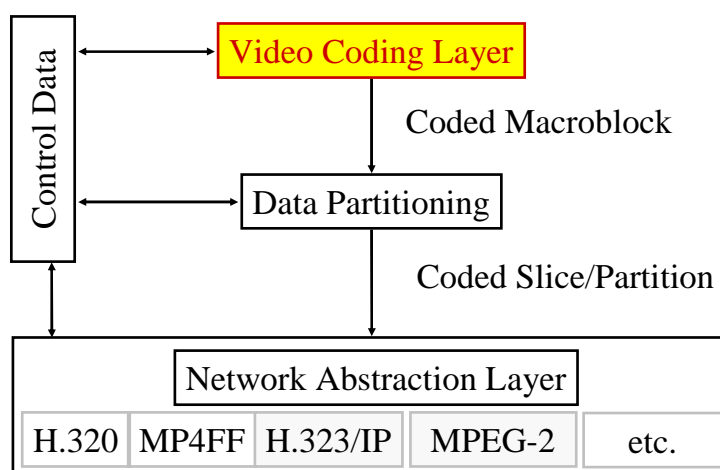 Control Data
Video Coding Layer
Coded Macroblock
Data Partitioning
Coded Slice/Partition
Network Abstraction Layer
H.320 MP4FF H.323/IP MPEG-2 etc.